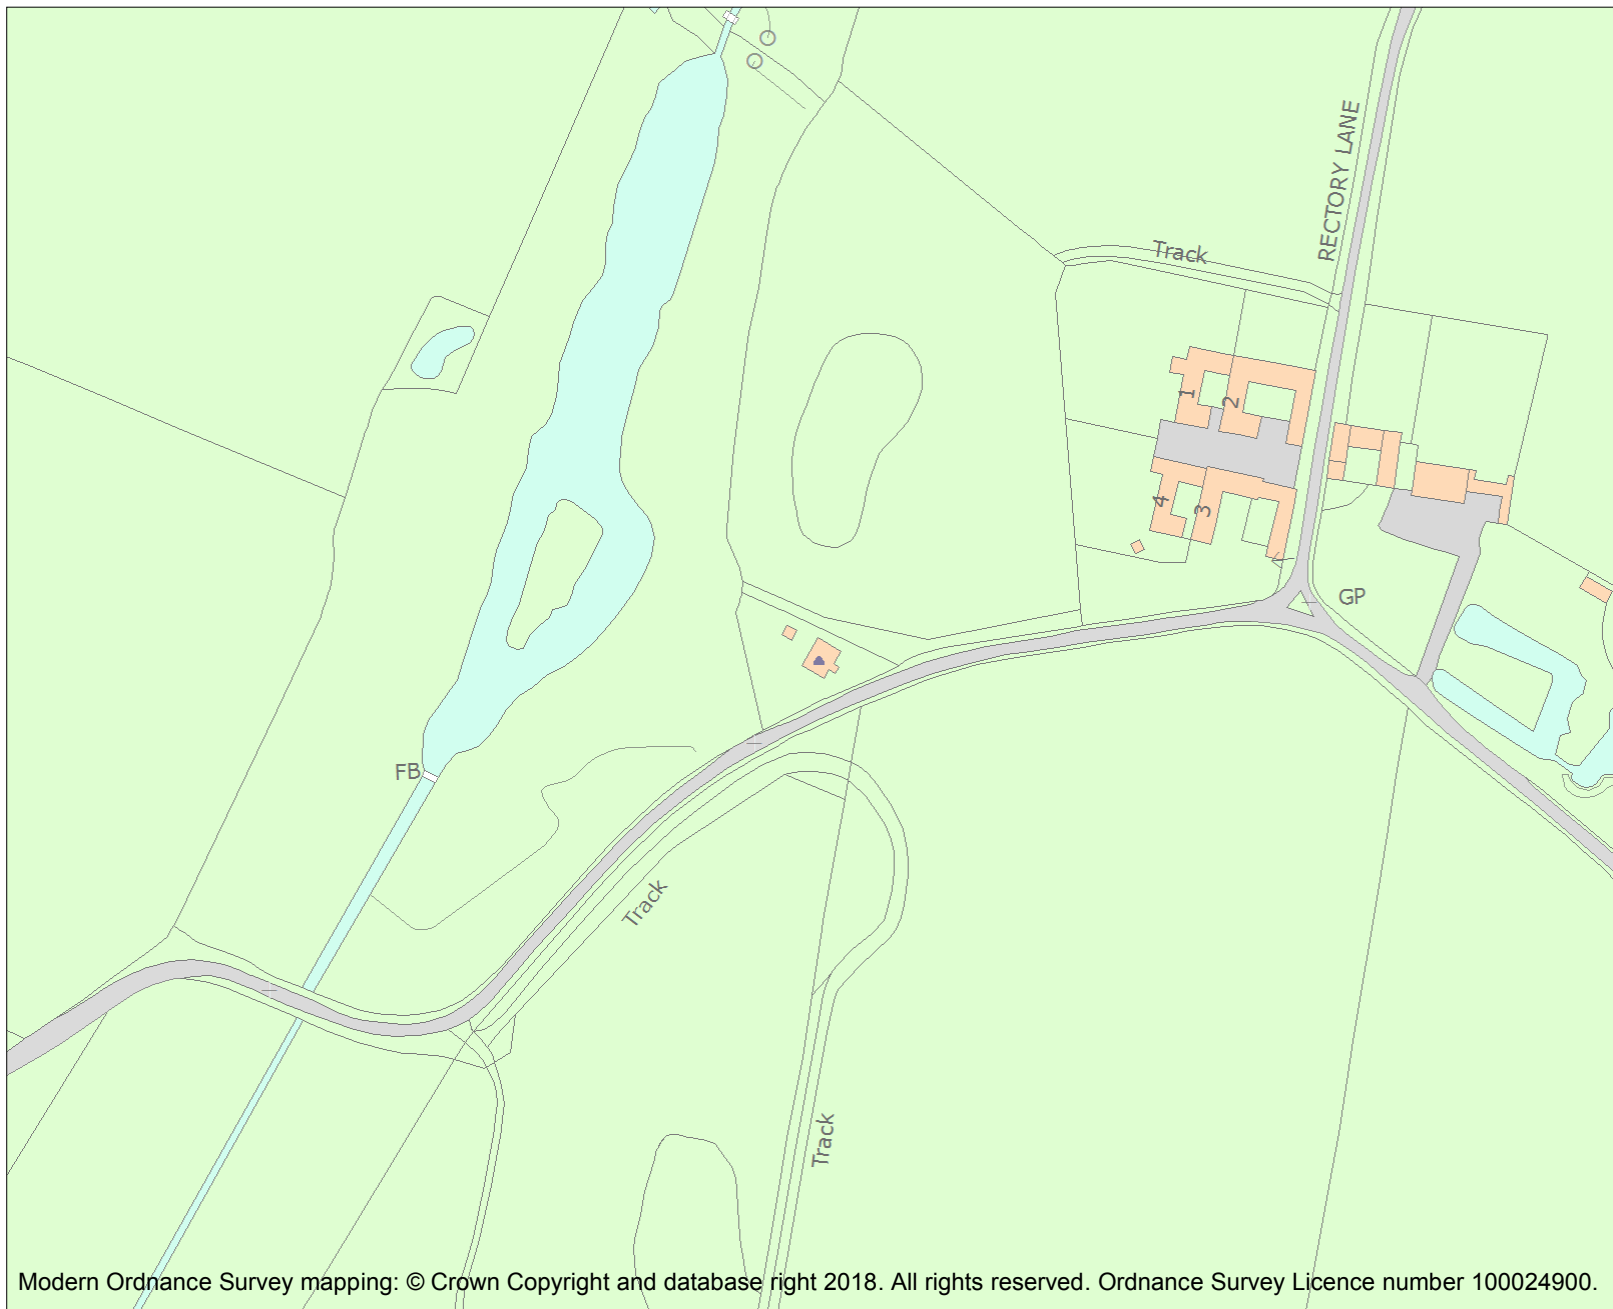 RECTORY LANE
Track
1
2
4
3
GP
FB
Track
Track
Modern Ordnance Survey mapping: © Crown Copyright and database right 2018. All rights reserved. Ordnance Survey Licence number 100024900.